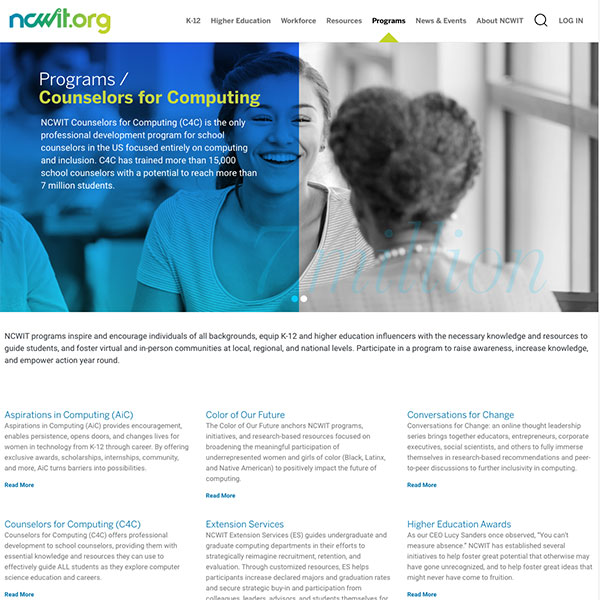 ncwit.org
K-12 Higher Education Workforce Resources Programs News & Events About NCWIT LOG IN
Programs /
Counselors for Computing
NCWIT Counselors for Computing (C4C) is the only
professional development program for school
counselors in the US focused entirely on computing
and inclusion. C4C has trained more than 15,000
school counselors with a potential to reach more than
7 million students.
7 million
NCWIT programs inspire and encourage individuals of all backgrounds, equip K-12 and higher education influencers with the necessary knowledge and resources to
guide students, and foster virtual and in-person communities at local, regional, and national levels. Participate in a program to raise awareness, increase knowledge,
and empower action year round.
Aspirations in Computing (AiC)
Aspirations in Computing (AiC) provides encouragement,
enables persistence, opens doors, and changes lives for
women in technology from K-12 through career. By offering
exclusive awards, scholarships, internships, community,
and more, AiC turns barriers into possibilities.
Read More
Color of Our Future
The Color of Our Future anchors NCWIT programs,
initiatives, and research-based resources focused on
broadening the meaningful participation of
underrepresented women and girls of color (Black, Latinx,
and Native American) to positively impact the future of
computing.
Read More
Conversations for Change
Conversations for Change: an online thought leadership
series brings together educators, entrepreneurs, corporate
executives, social scientists, and others to fully immerse
themselves in research-based recommendations and peer-
to-peer discussions to further inclusivity in computing.
Read More
Counselors for Computing (C4C)
Counselors for Computing (C4C) offers professional
development to school counselors, providing them with
essential knowledge and resources they can use to
effectively guide ALL students as they explore computer
science education and careers.
Read More
Extension Services
NCWIT Extension Services (ES) guides undergraduate and
graduate computing departments in their efforts to
strategically reimagine recruitment, retention, and
evaluation. Through customized resources, ES helps
participants increase declared majors and graduation rates
and secure strategic buy-in and participation from
colleagues, leaders, advisors, and students themselves for
Higher Education Awards
As our CEO Lucy Sanders once observed, "You can't
measure absence." NCWIT has established several
initiatives to help foster great potential that otherwise may
have gone unrecognized, and to help foster great ideas that
might never have come to fruition.
Read More